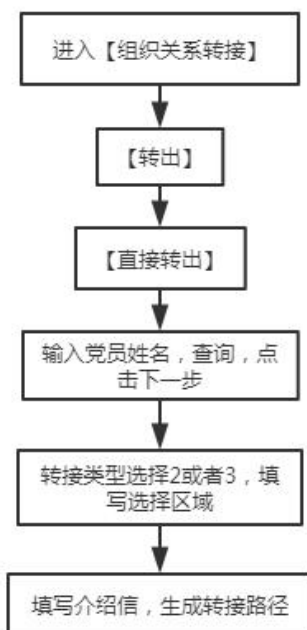 进入【组织关系转接】
【转出】
【直接转出】
输入党员姓名，查询，点
击下一步
转接类型选择2或者3，填
写选择区域
填写介绍信，生成转接路径